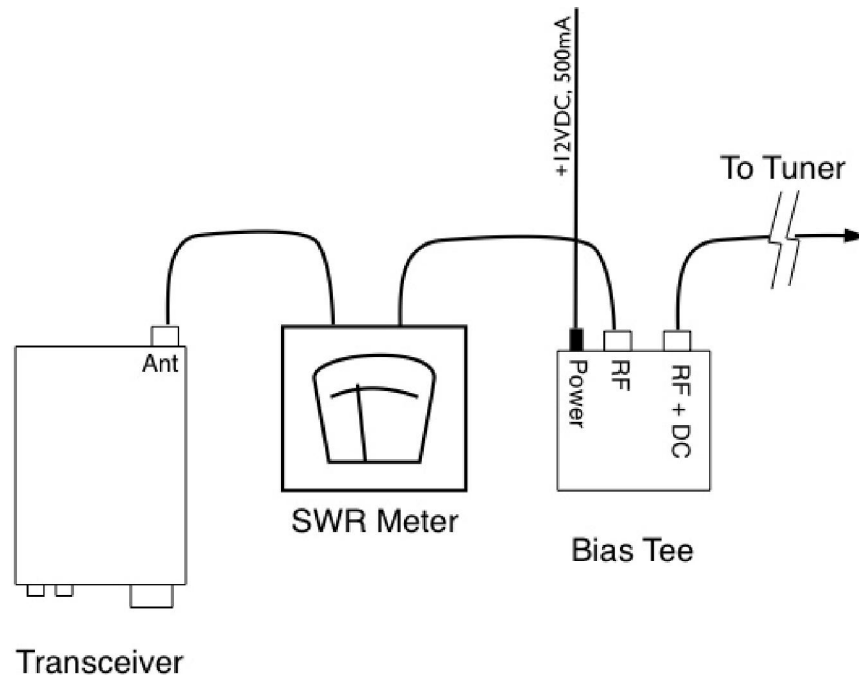 +12VDC, 500mA
To Tuner
Ant
Power
RF
RF + DC
SWR Meter
Bias Tee
Transceiver